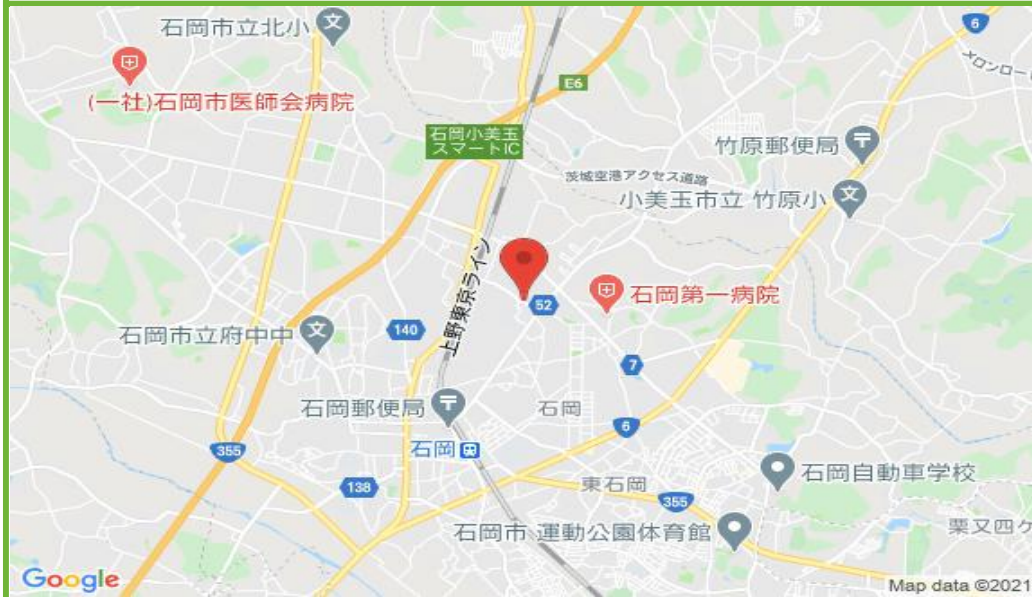 石岡市立北小
6
メロンロー
(一社)石岡市医師会病院
E6
石岡小美玉
スマートIC
竹原郵便局
茨城空港アクセス道路
小美玉市立 竹原小
上野東京ライン
52
石岡第一病院
140
石岡市立府中中
7
石岡郵便局
石岡
6
石岡
355
138
東石岡
355
石岡自動車学校
石岡市 運動公園体育館
栗又四ケ
Google
Map data ©2021